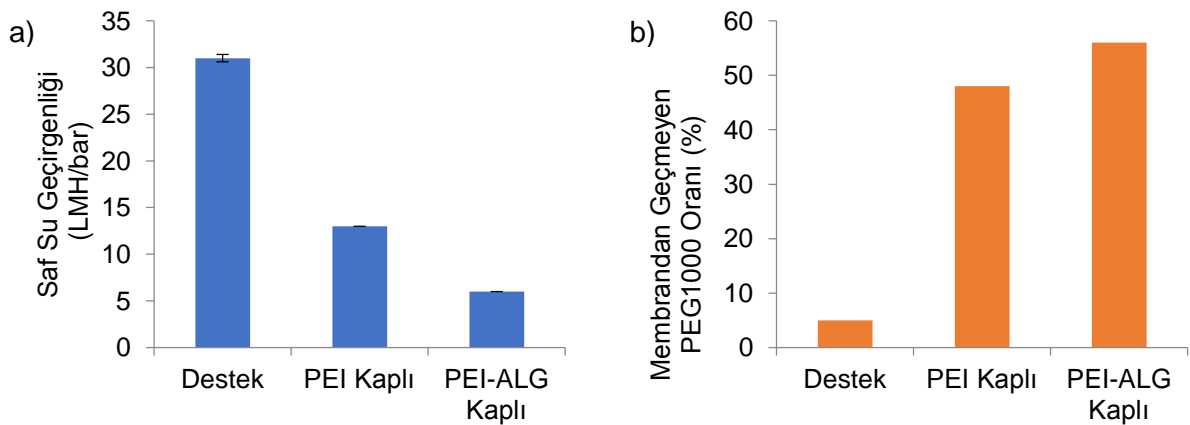 a)
Saf Su Geçirgenliği
(LMH/bar)
35
30
25
20
15
10
5
0
Destek
PEI Kaplı
PEI-ALG
Kaplı
b)
Membrandan Geçmeyen
PEG1000 Oranı (%)
60
50
40
30
20
10
0
Destek
PEI Kaplı
PEI-ALG
Kaplı